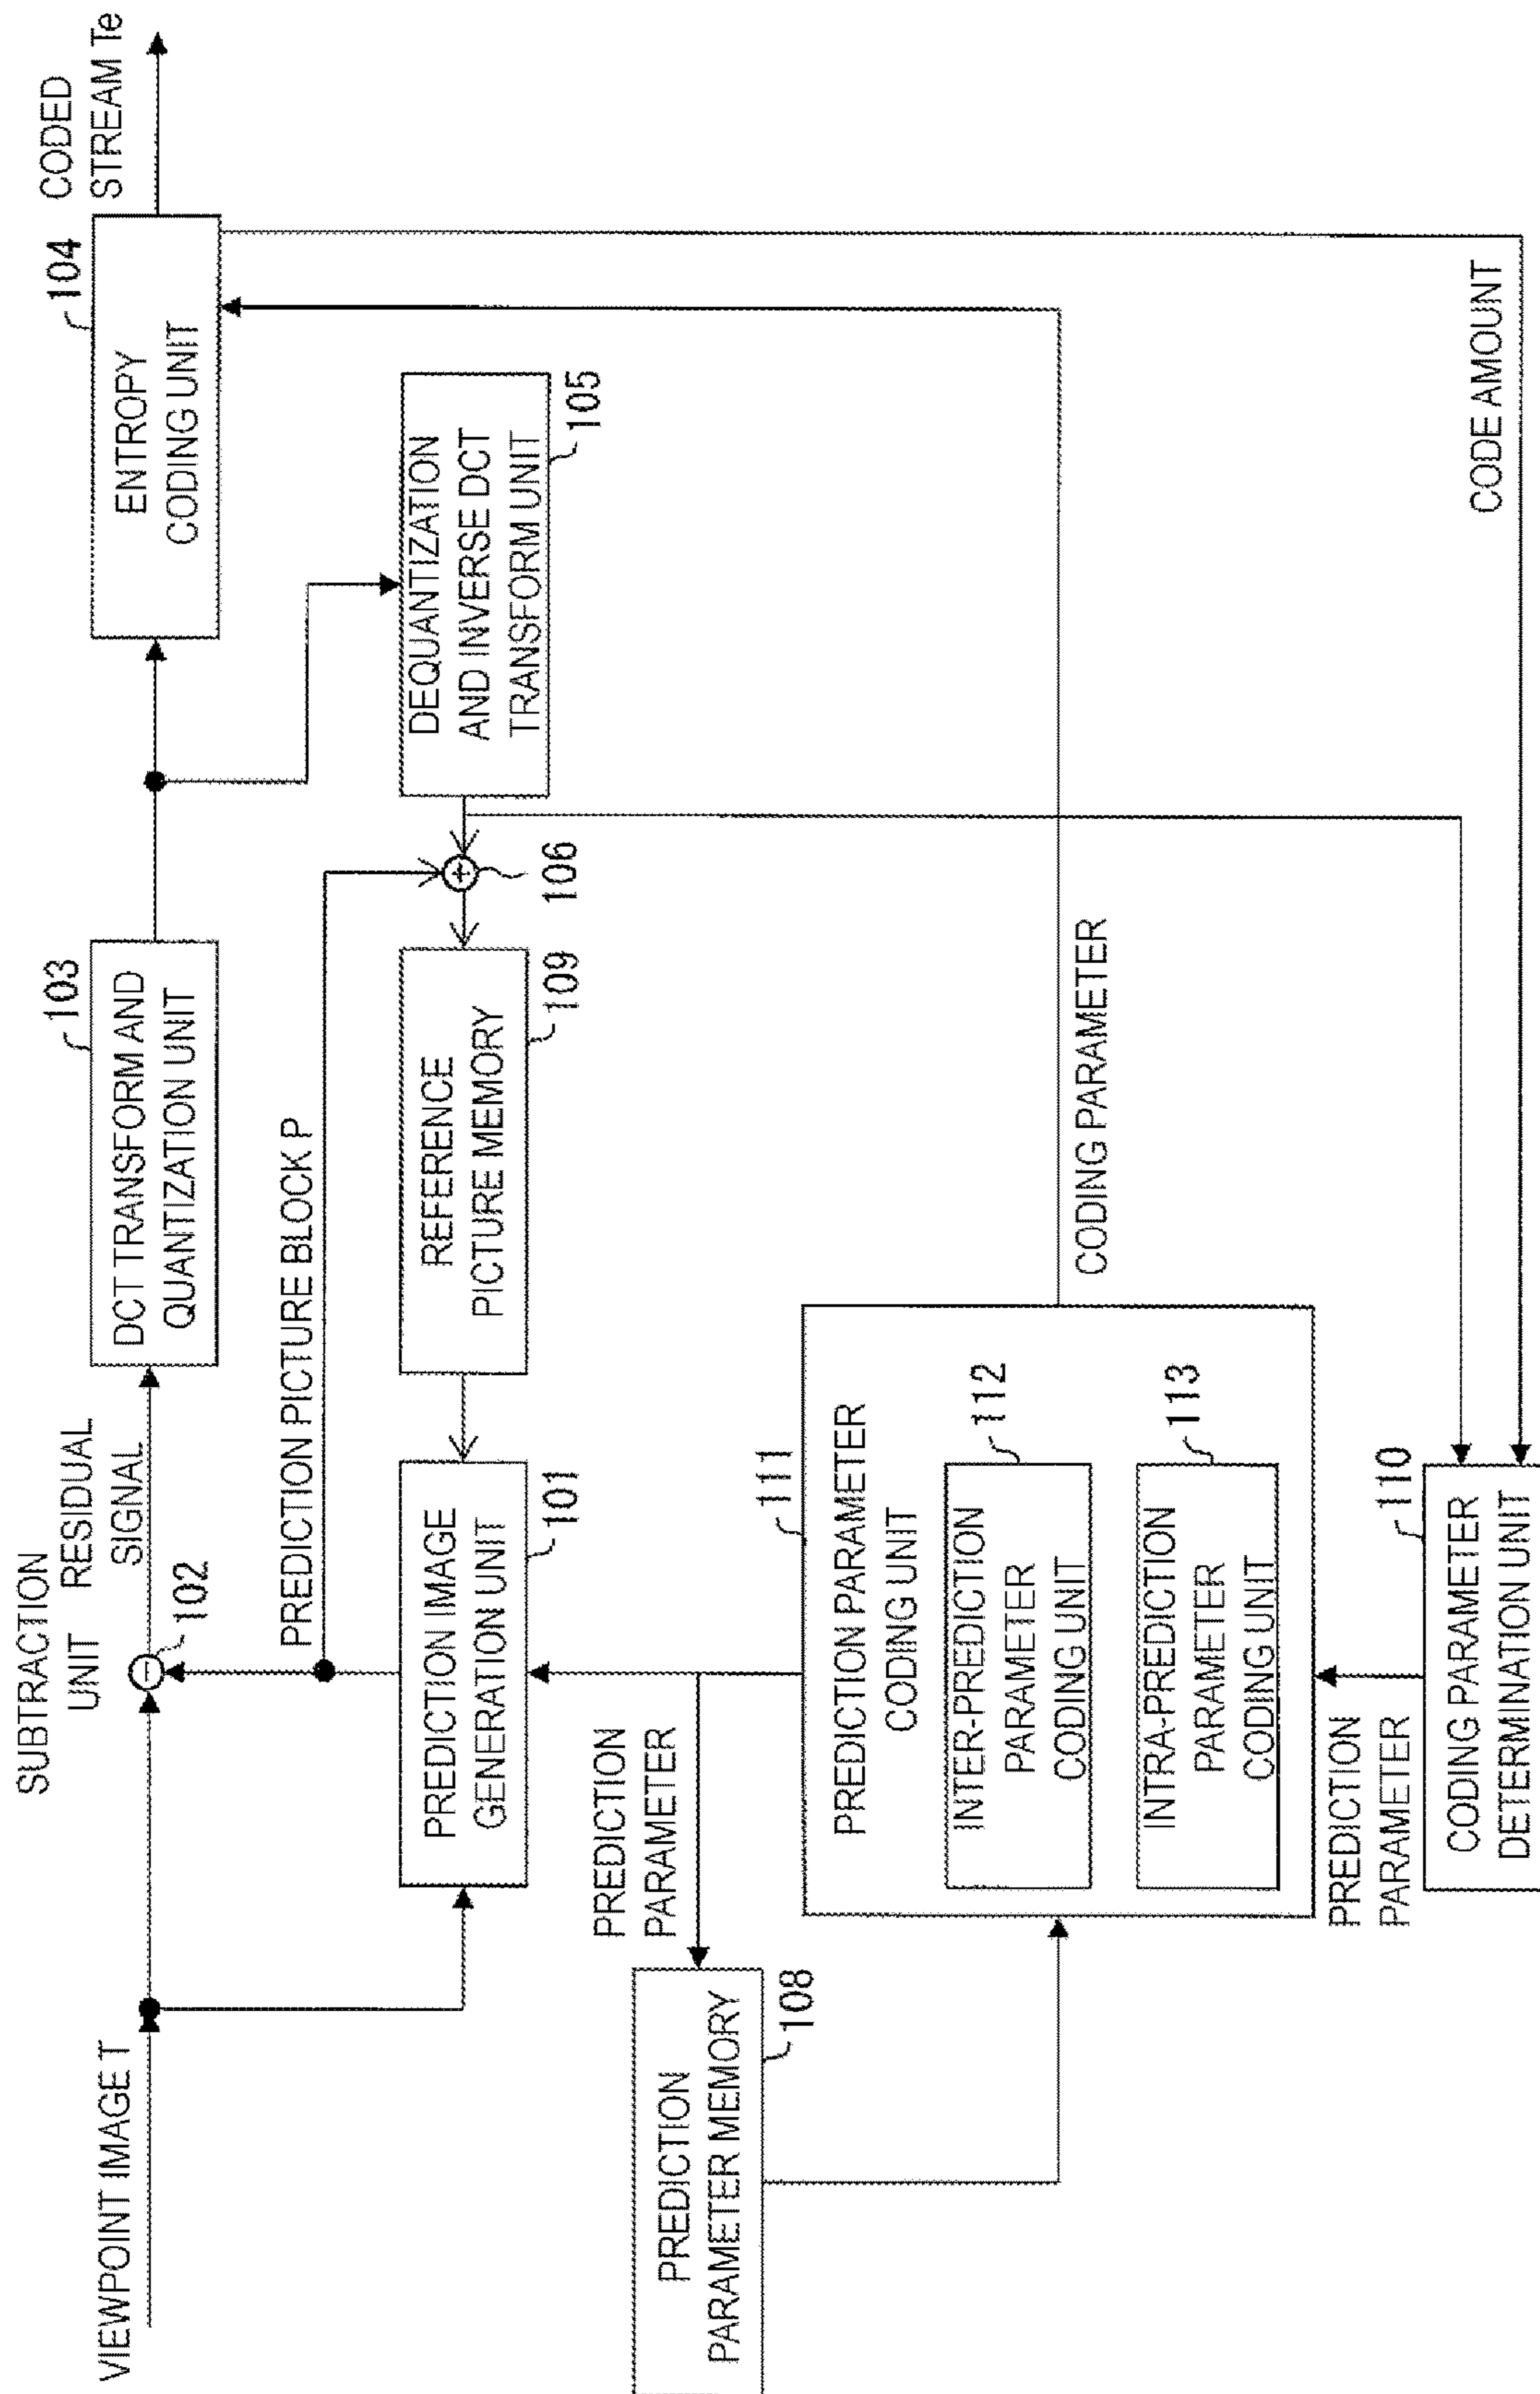 VIEWPOINT IMAGE T
SUBTRACTION
UNIT
102
RESIDUAL
SIGNAL
103
DCT TRANSFORM AND
QUANTIZATION UNIT
104
ENTROPY
CODING UNIT
CODED
STREAM Te
PREDICTION PICTURE BLOCK P
PREDICTION IMAGE
GENERATION UNIT
101
REFERENCE
PICTURE MEMORY
109
106
DEQUANTIZATION
AND INVERSE DCT
TRANSFORM UNIT
105
PREDICTION
PARAMETER
PREDICTION
PARAMETER MEMORY
108
111
PREDICTION PARAMETER
CODING UNIT
INTER-PREDICTION
PARAMETER
CODING UNIT
112
INTRA-PREDICTION
PARAMETER
CODING UNIT
113
CODING PARAMETER
PREDICTION
PARAMETER
110
CODING PARAMETER
DETERMINATION UNIT
CODE AMOUNT